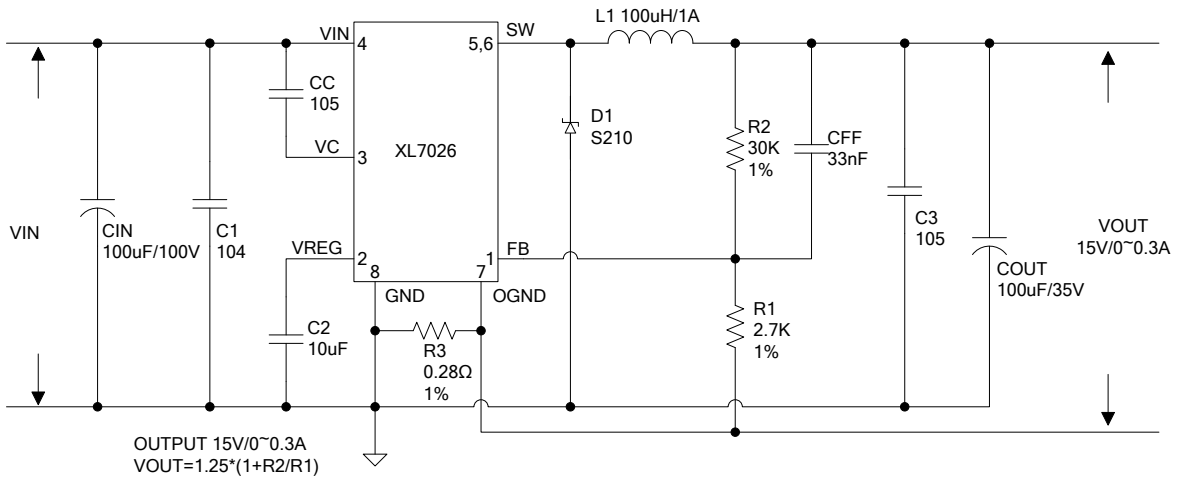 L1 100uH/1A
VIN
4
5,6
SW
CC
105
D1
S210
R2
30K
1%
CFF
33nF
VC
3
XL7026
C3
105
VIN
CIN
100uF/100V
C1
104
VOUT
15V/0~0.3A
VREG
2
1
FB
8
7
COUT
100uF/35V
GND
OGND
R1
2.7K
1%
C2
10uF
R3
0.28Ω
1%
OUTPUT 15V/0~0.3A
VOUT=1.25*(1+R2/R1)